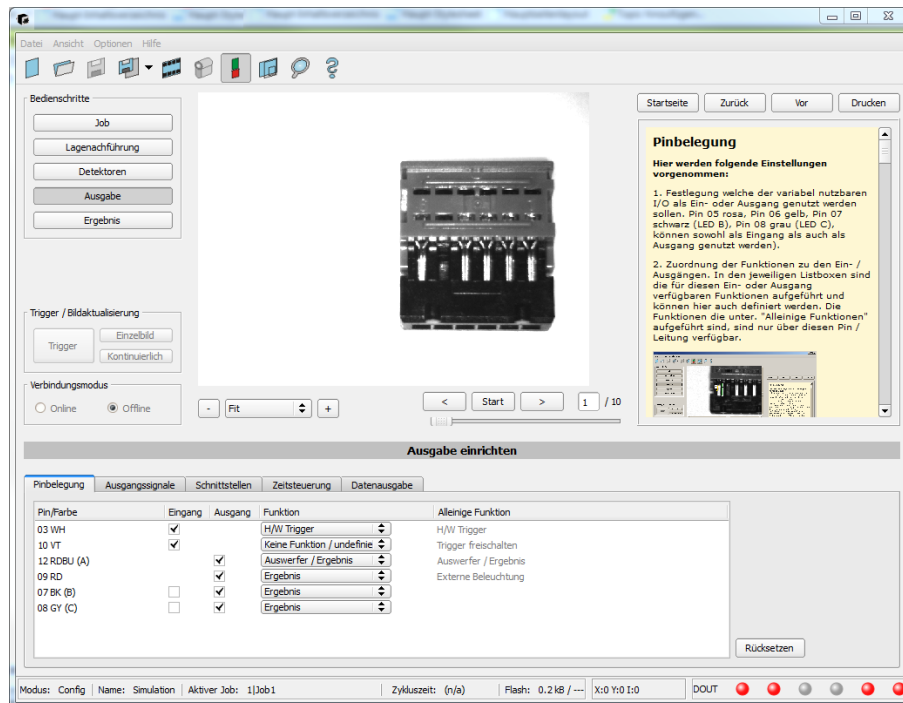 Datei Ansicht Optionen Hilfe
Bedienschritte
Job
Lagenachführung
Detektoren
Ausgabe
Ergebnis
Trigger / Bildaktualisierung
Trigger
Einzelbild
Kontinuierlich
Verbindungsmodus
Online Offline
- Fit +
< Start > 1 / 10
Startseite Zurück Vor Drucken
Pinbelegung
Hier werden folgende Einstellungen
vorgenommen:
1. Festlegung welche der variabel nutzbaren
I/O als Ein- oder Ausgang genutzt werden
sollen. Pin 05 rosa, Pin 06 gelb, Pin 07
schwarz (LED B), Pin 08 grau (LED C),
können sowohl als Eingang als auch als
Ausgang genutzt werden).
2. Zuordnung der Funktionen zu den Ein- /
Ausgängen. In den jeweiligen Listboxen sind
die für diesen Ein- oder Ausgang
verfügbaren Funktionen aufgeführt und
können hier auch definiert werden. Die
Funktionen die unter. "Alleinige Funktionen"
aufgeführt sind, sind nur über diesen Pin /
Leitung verfügbar.
Ausgabe einrichten
Pinbelegung Ausgangssignale Schnittstellen Zeitsteuerung Datenausgabe
Pin/Farbe Eingang Ausgang Funktion Alleinige Funktion
03 WH H/W Trigger H/W Trigger
10 VT Keine Funktion / undefinie Trigger freischalten
12 RDBU (A) Auswerfer / Ergebnis Auswerfer / Ergebnis
09 RD Ergebnis Externe Beleuchtung
07 BK (B) Ergebnis
08 GY (C) Ergebnis
Rücksetzen
Modus: Config Name: Simulation Aktiver Job: 1|Job1 Zykluszeit: (n/a) Flash: 0.2 kB / --- X:0 Y:0 I:0 DOUT